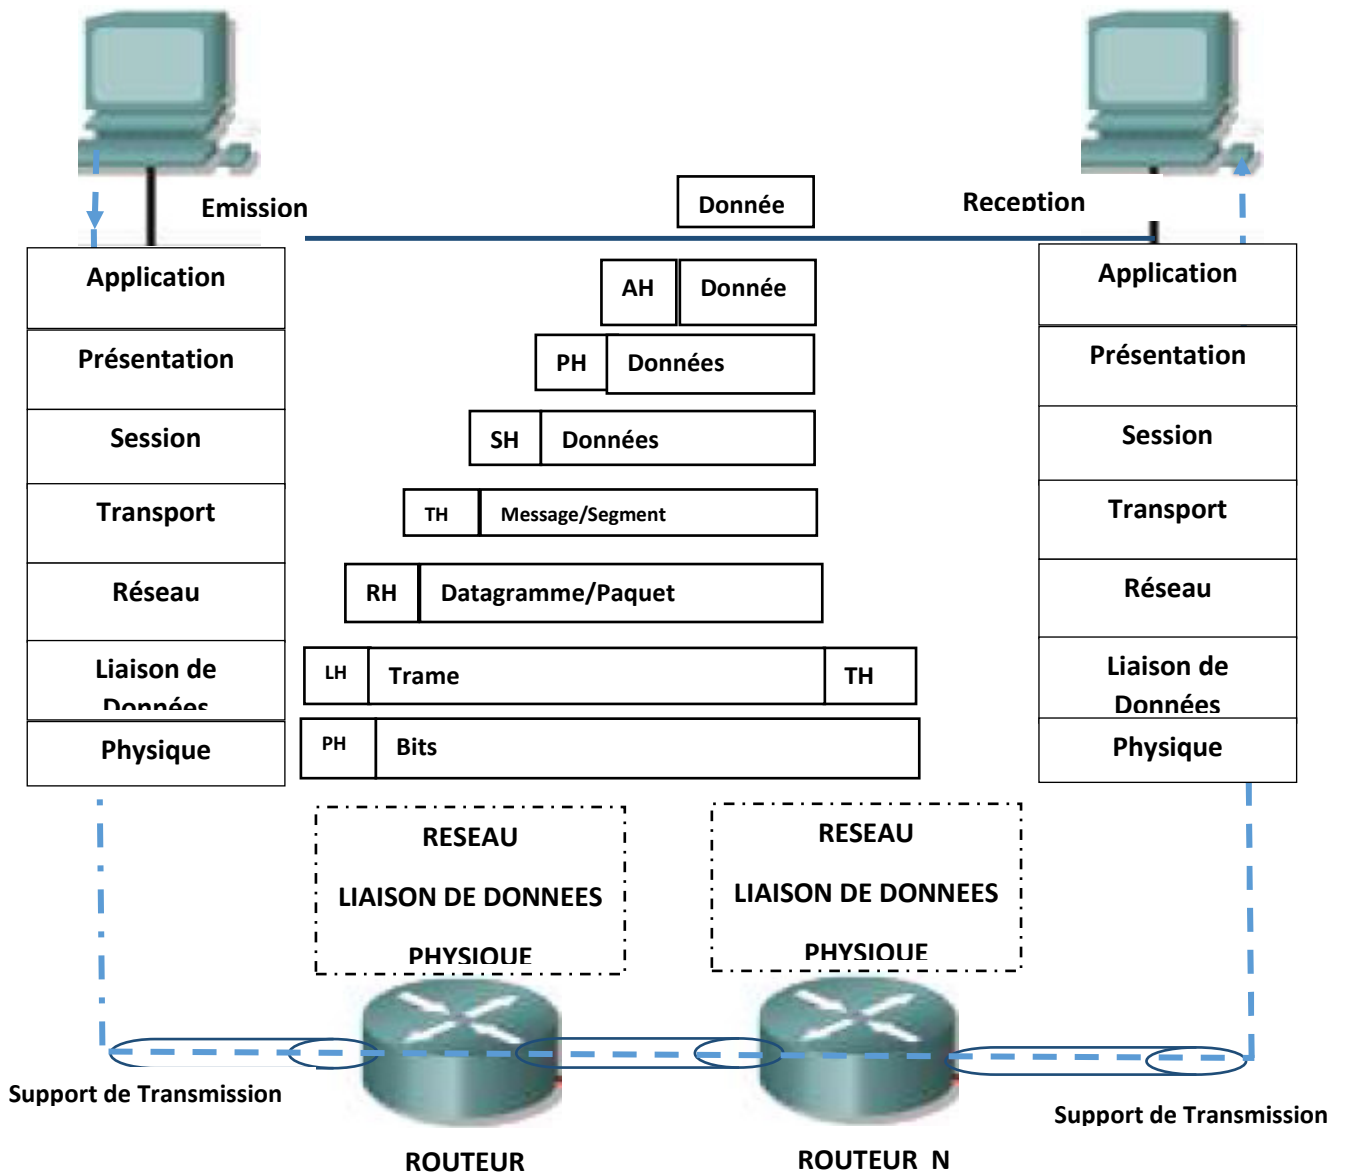 Emission
Donnée
Reception
Application
AH Donnée
Application
Présentation
PH Données
Présentation
Session
SH Données
Session
Transport
TH Message/Segment
Transport
Réseau
RH Datagramme/Paquet
Réseau
Liaison de
Données
LH Trame TH
Liaison de
Données
Physique
PH Bits
Physique
RESEAU
LIAISON DE DONNEES
PHYSIQUE
RESEAU
LIAISON DE DONNEES
PHYSIQUE
Support de Transmission
Support de Transmission
ROUTEUR
ROUTEUR N